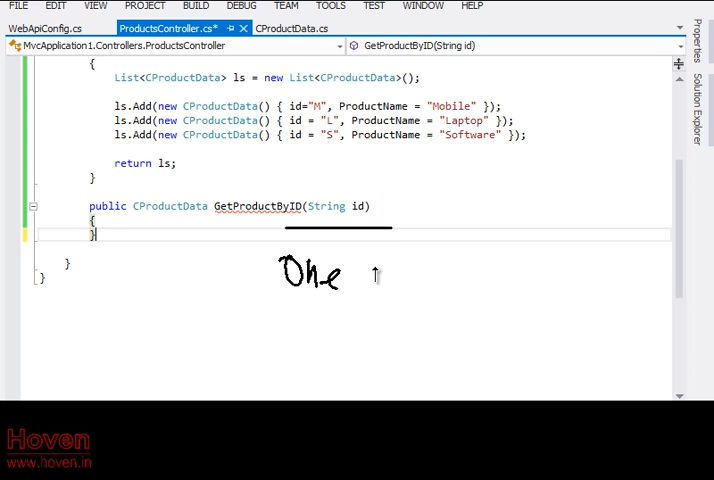 FILE EDIT VIEW PROJECT BUILD DEBUG TEAM TOOLS TEST WINDOW HELP
WebApiConfig.cs ProductsController.cs* CProductData.cs
MvcApplication1.Controllers.ProductsController GetProductByID(String id)
{
List<CProductData> ls = new List<CProductData>();
ls.Add(new CProductData() { id="M", ProductName = "Mobile" });
ls.Add(new CProductData() { id = "L", ProductName = "Laptop" });
ls.Add(new CProductData() { id = "S", ProductName = "Software" });
return ls;
}
public CProductData GetProductByID(String id)
{
}
}
}
One
Properties
Solution Explorer
Hoven
www.hoven.in